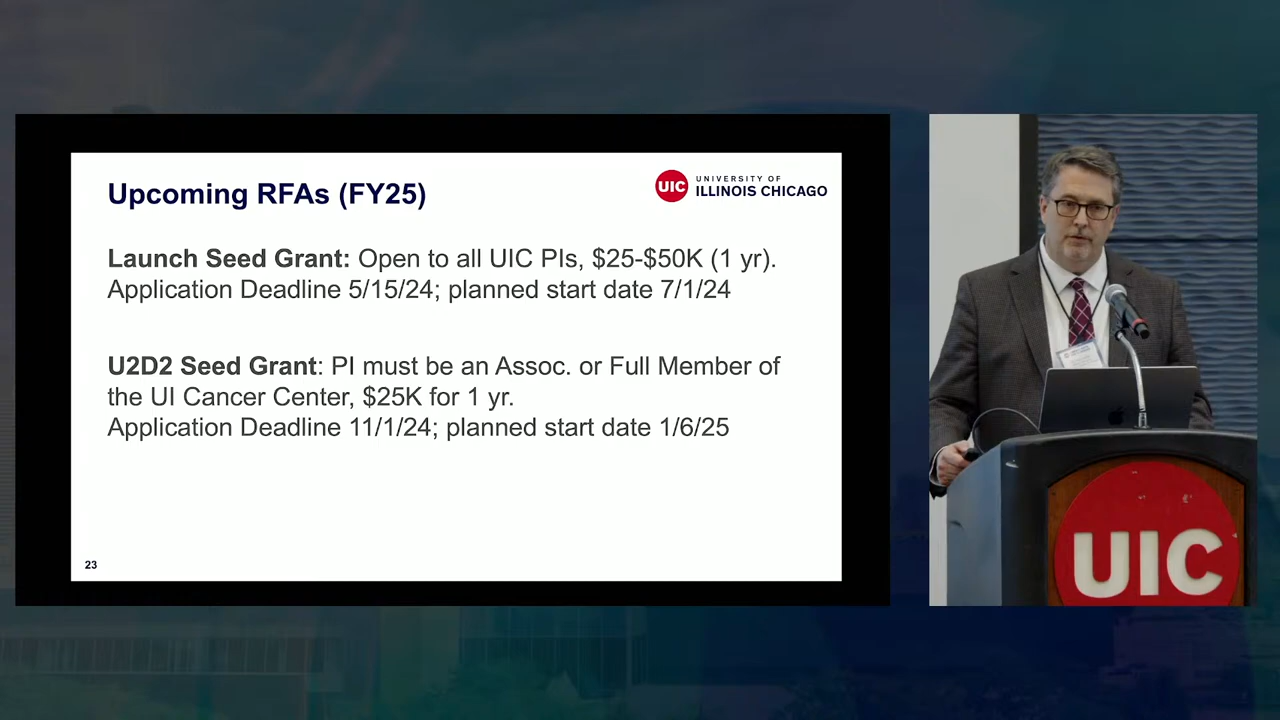 Upcoming RFAs (FY25)
UIC
UNIVERSITY OF
ILLINOIS CHICAGO
Launch Seed Grant: Open to all UIC PIs, $25-$50K (1 yr).
Application Deadline 5/15/24; planned start date 7/1/24
U2D2 Seed Grant: PI must be an Assoc. or Full Member of
the UI Cancer Center, $25K for 1 yr.
Application Deadline 11/1/24; planned start date 1/6/25
23
UIC